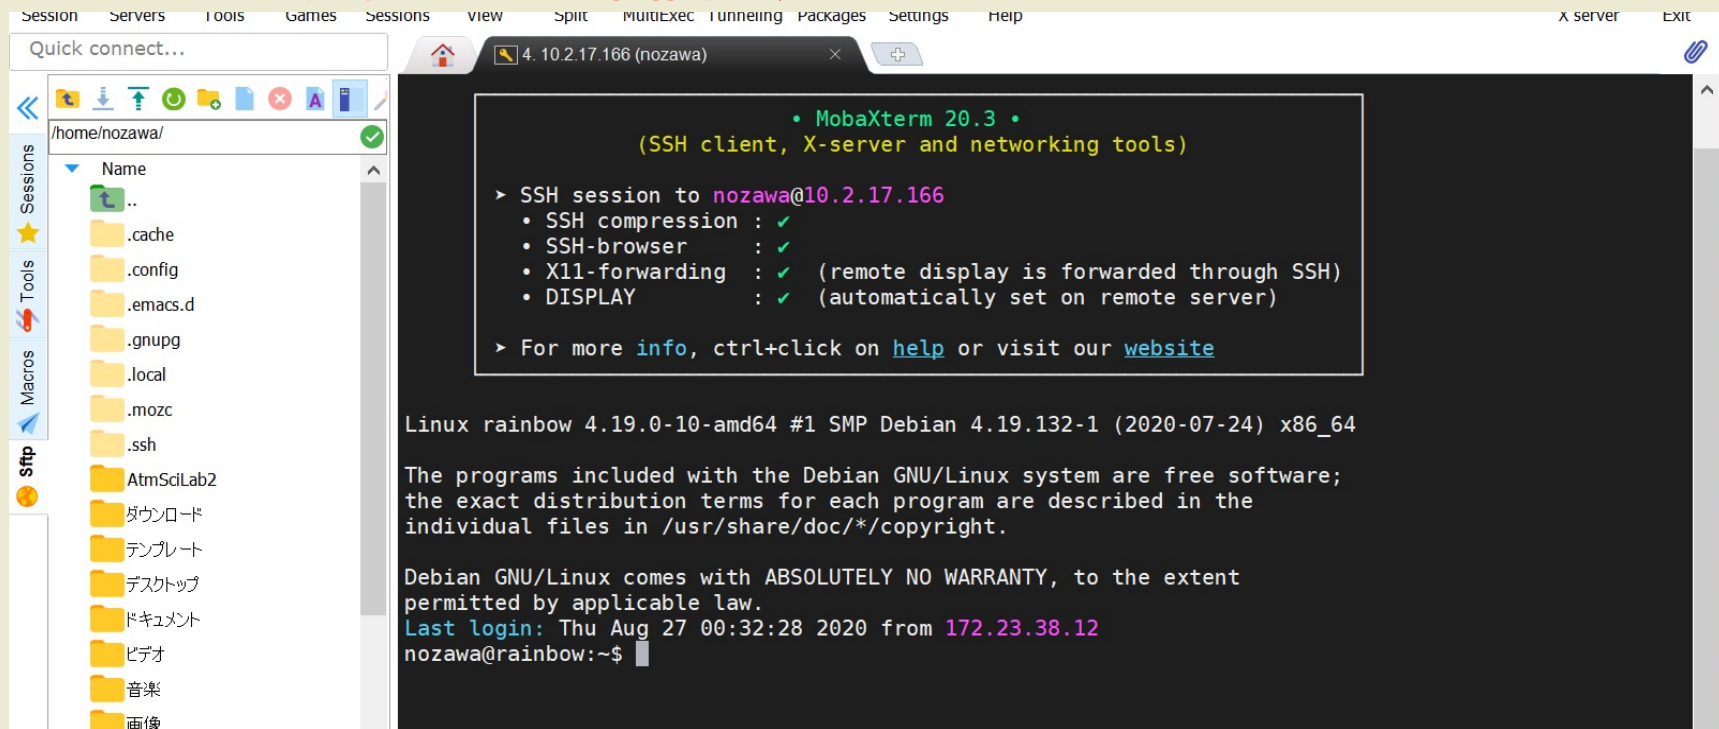 Session Servers Tools Games Sessions View Split MultiExec Tunneling Packages Settings Help X server Exit
Quick connect...
4. 10.2.17.166 (nozawa)
/home/nozawa/
Name
..
.cache
.config
.emacs.d
.gnupg
.local
.mozc
.ssh
AtmSciLab2
ダウンロード
テンプレート
デスクトップ
ドキュメント
ビデオ
音楽
画像
Sessions
Tools
Macros
Sftp
• MobaXterm 20.3 •
(SSH client, X-server and networking tools)
➤ SSH session to nozawa@10.2.17.166
• SSH compression : ✔
• SSH-browser : ✔
• X11-forwarding : ✔ (remote display is forwarded through SSH)
• DISPLAY : ✔ (automatically set on remote server)
➤ For more info, ctrl+click on help or visit our website
Linux rainbow 4.19.0-10-amd64 #1 SMP Debian 4.19.132-1 (2020-07-24) x86_64
The programs included with the Debian GNU/Linux system are free software;
the exact distribution terms for each program are described in the
individual files in /usr/share/doc/*/copyright.
Debian GNU/Linux comes with ABSOLUTELY NO WARRANTY, to the extent
permitted by applicable law.
Last login: Thu Aug 27 00:32:28 2020 from 172.23.38.12
nozawa@rainbow:~$